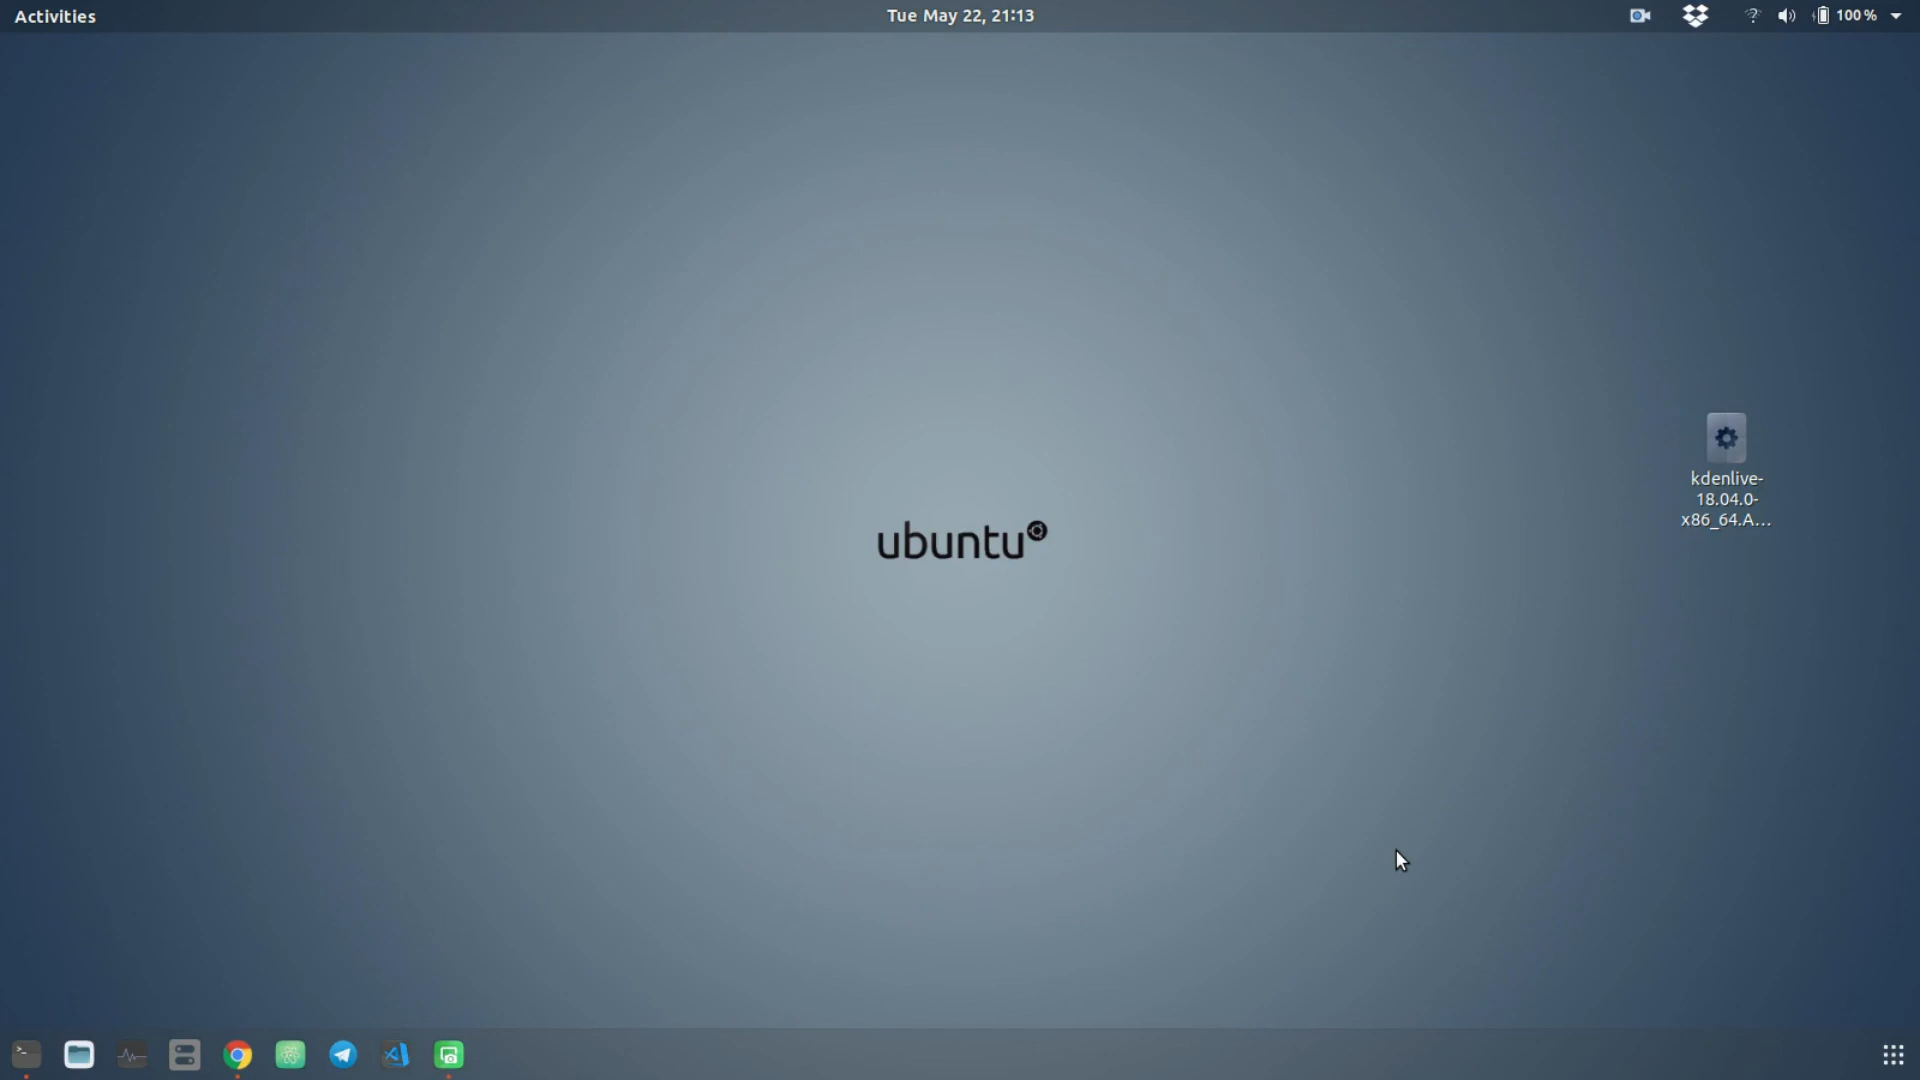 Activities
Tue May 22, 21:13
100 %
kdenlive-
18.04.0-
x86_64.A...
ubuntu